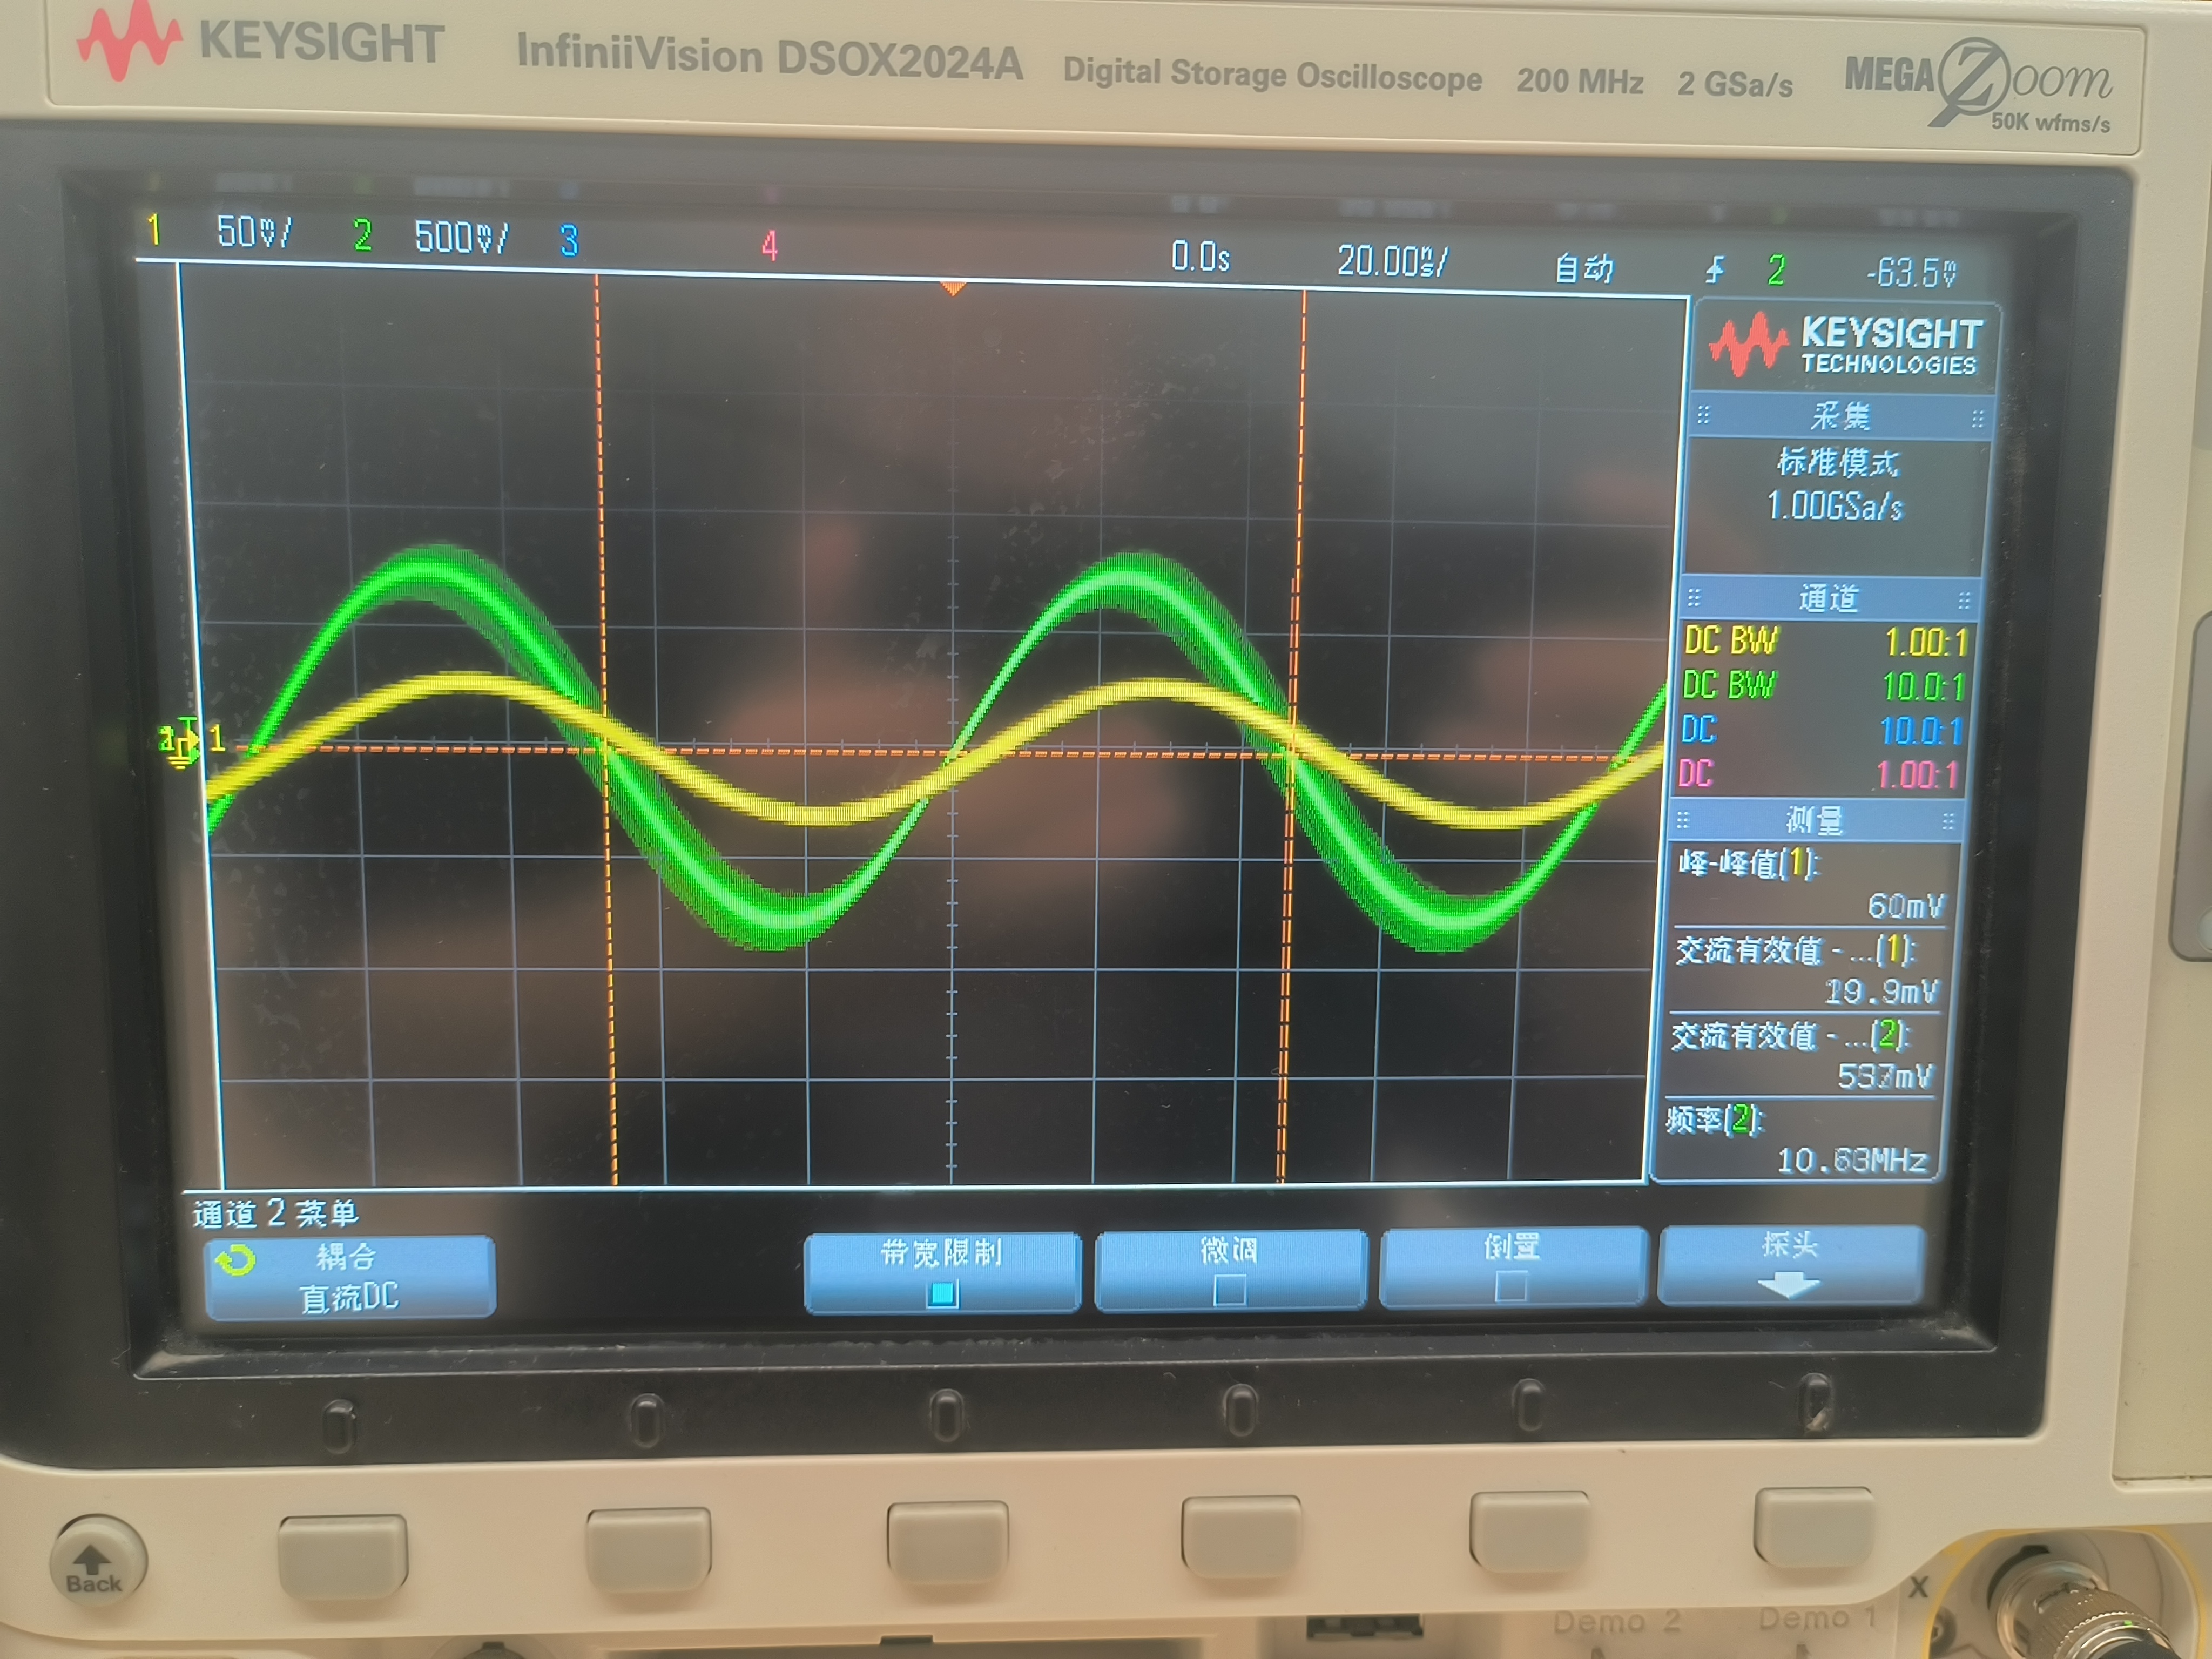 KEYSIGHT InfiniiVision DSOX2024A Digital Storage Oscilloscope 200 MHz 2 GSa/s MEGA Zoom
50K wfms/s
1 50mV/ 2 500mV/ 3 4 0.0s 20.00ns/ 自动 2 -63.5mV
KEYSIGHT
TECHNOLOGIES
采集
标准模式
1.00GSa/s
通道
DC BW 1.00:1
DC BW 10.0:1
DC 10.0:1
DC 1.00:1
1
测量
峰-峰值(1):
60mV
交流有效值 - ...(1):
19.9mV
交流有效值 - ...(2):
537mV
频率(2):
MHz
通道 2 菜单
耦合
直流DC
带宽限制
微调
倒置
探头
Back
X
Demo 2
Demo 1